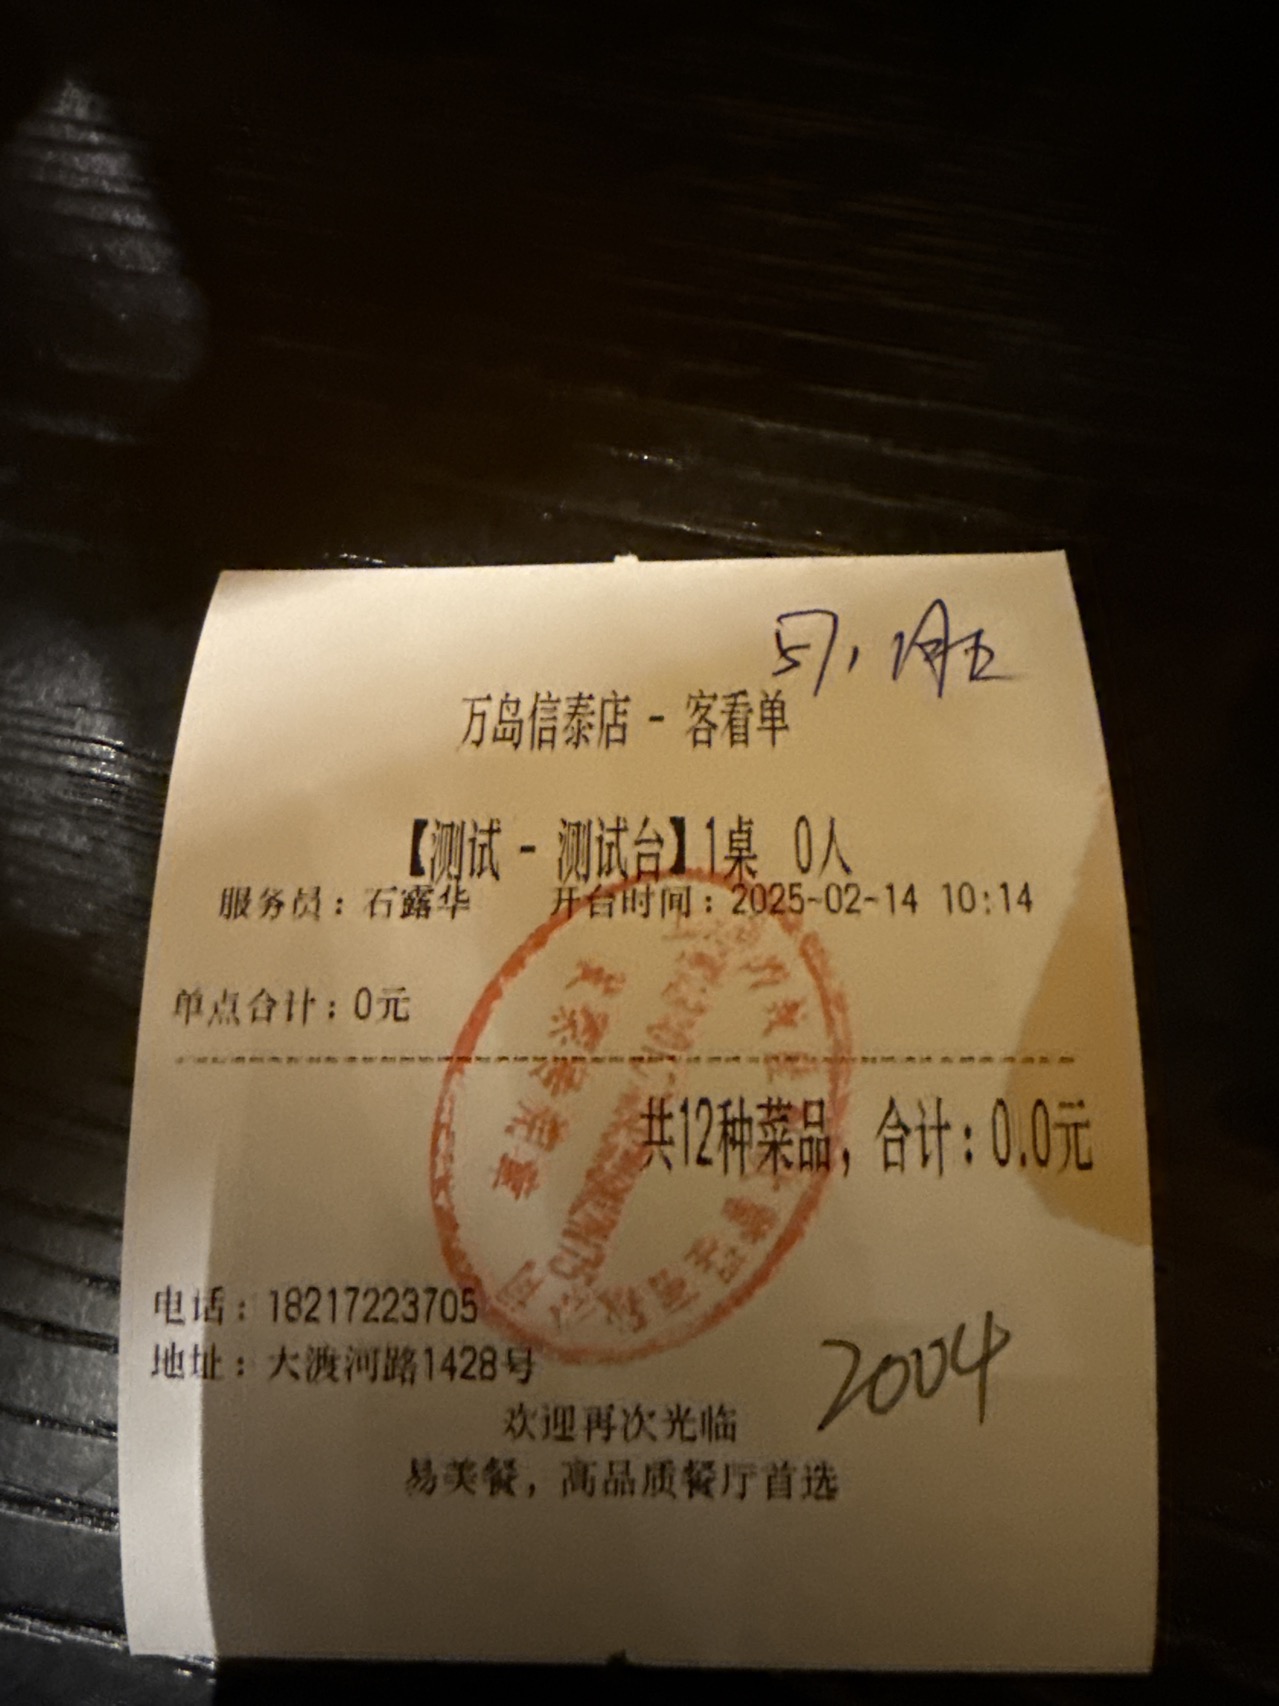 万岛信泰店 - 客看单
【测试 - 测试台】1桌 0人
服务员：石露华 开台时间：2025-02-14 10:14
单点合计：0元
共12种菜品，合计：0.0元
电话：18217223705
地址：大渡河路1428号
2004
欢迎再次光临
易美餐，高品质餐厅首选